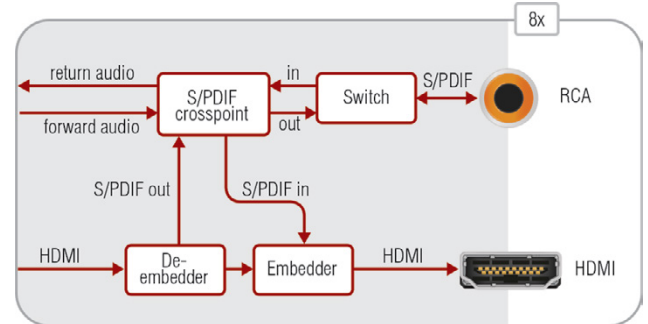 8x
return audio
in
S/PDIF
S/PDIF
crosspoint
Switch
RCA
forward audio
out
S/PDIF out
S/PDIF in
HDMI
De-
embedder
Embedder
HDMI
HDMI